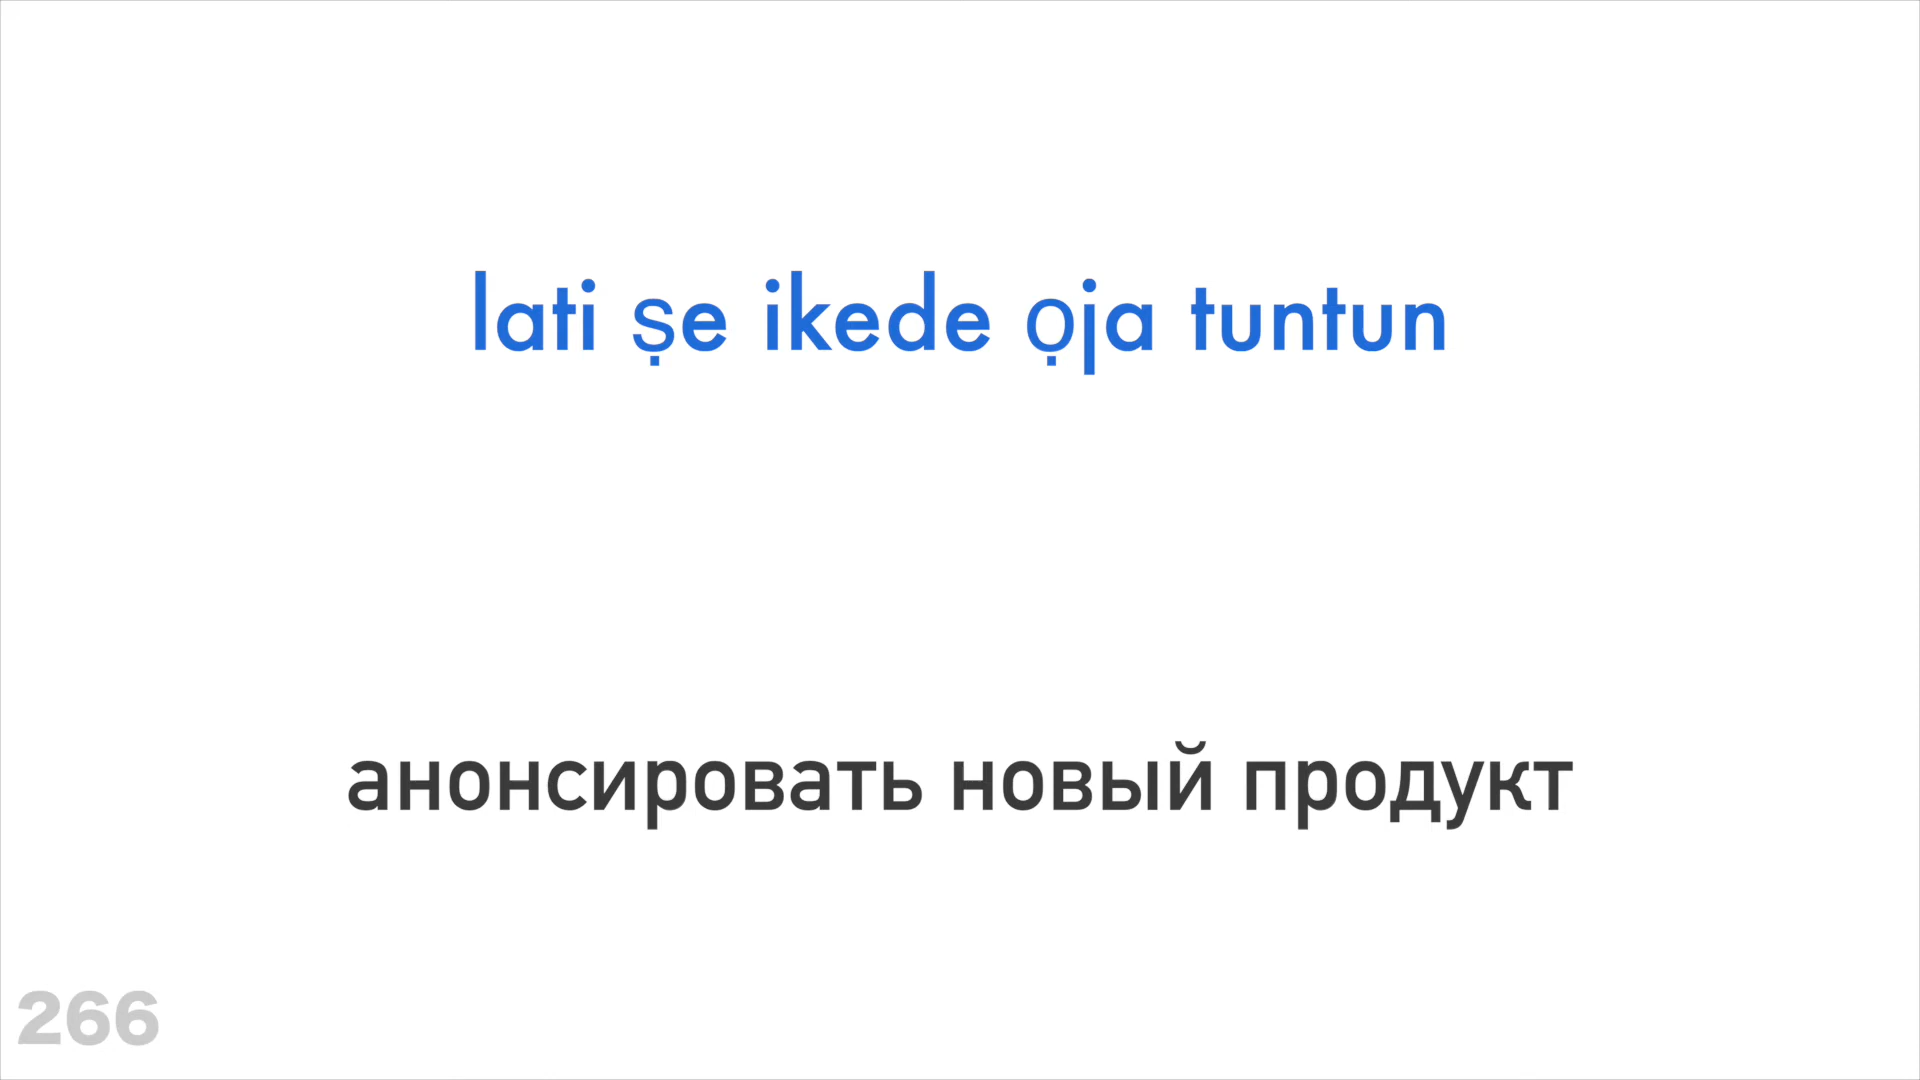 lati ṣe ikede ọja tuntun
анонсировать новый продукт
266